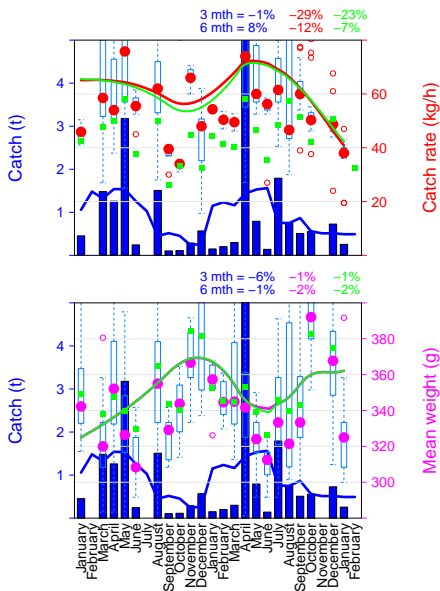 3 mth = −1% −29% −23%
6 mth = 8% −12% −7%
5
4
3
2
1
Catch (t)
60
40
20
Catch rate (kg/h)
3 mth = −6% −1% −1%
6 mth = −1% −2% −2%
5
4
3
2
1
Catch (t)
380
360
340
320
300
Mean weight (g)
January
February
March
April
May
June
July
August
September
October
November
December
January
February
March
April
May
June
July
August
September
October
November
December
January
February